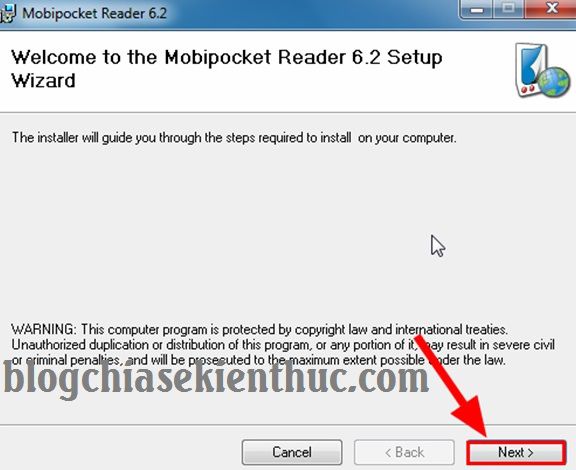 Mobipocket Reader 6.2
Welcome to the Mobipocket Reader 6.2 Setup
Wizard
The installer will guide you through the steps required to install  on your computer.
WARNING: This computer program is protected by copyright law and international treaties.
Unauthorized duplication or distribution of this program, or any portion of it, may result in severe civil
or criminal penalties, and will be prosecuted to the maximum extent possible under the law.
blogchiasekienthuc.com
Cancel
< Back
Next >